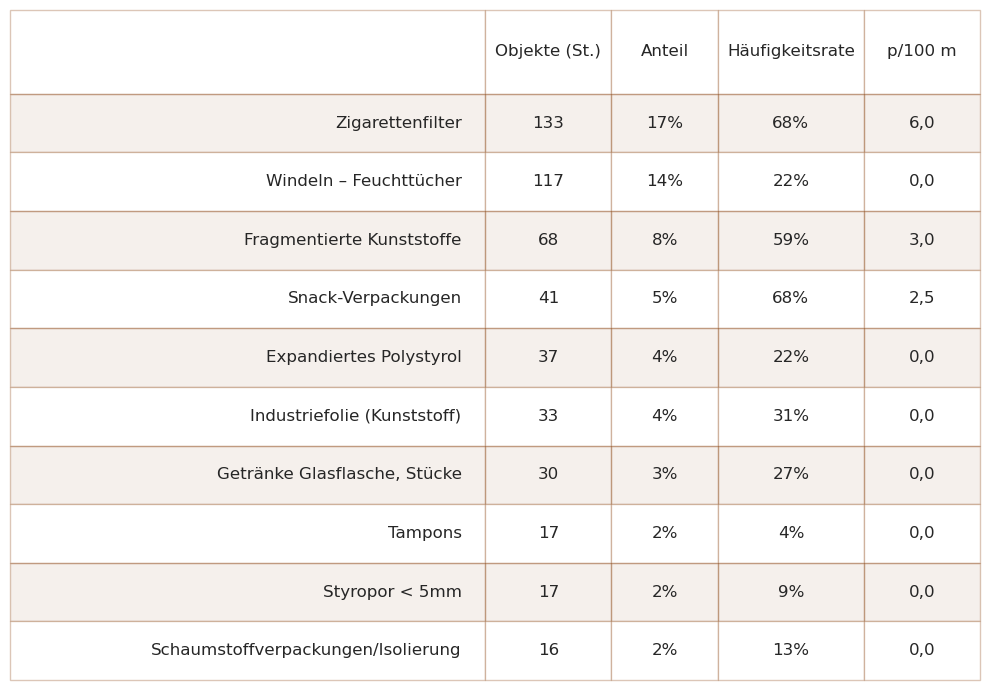 Objekte (St.) Anteil Häufigkeitsrate p/100 m
Zigarettenfilter 133 17% 68% 6,0
Windeln – Feuchttücher 117 14% 22% 0,0
Fragmentierte Kunststoffe 68 8% 59% 3,0
Snack-Verpackungen 41 5% 68% 2,5
Expandiertes Polystyrol 37 4% 22% 0,0
Industriefolie (Kunststoff) 33 4% 31% 0,0
Getränke Glasflasche, Stücke 30 3% 27% 0,0
Tampons 17 2% 4% 0,0
Styropor < 5mm 17 2% 9% 0,0
Schaumstoffverpackungen/Isolierung 16 2% 13% 0,0